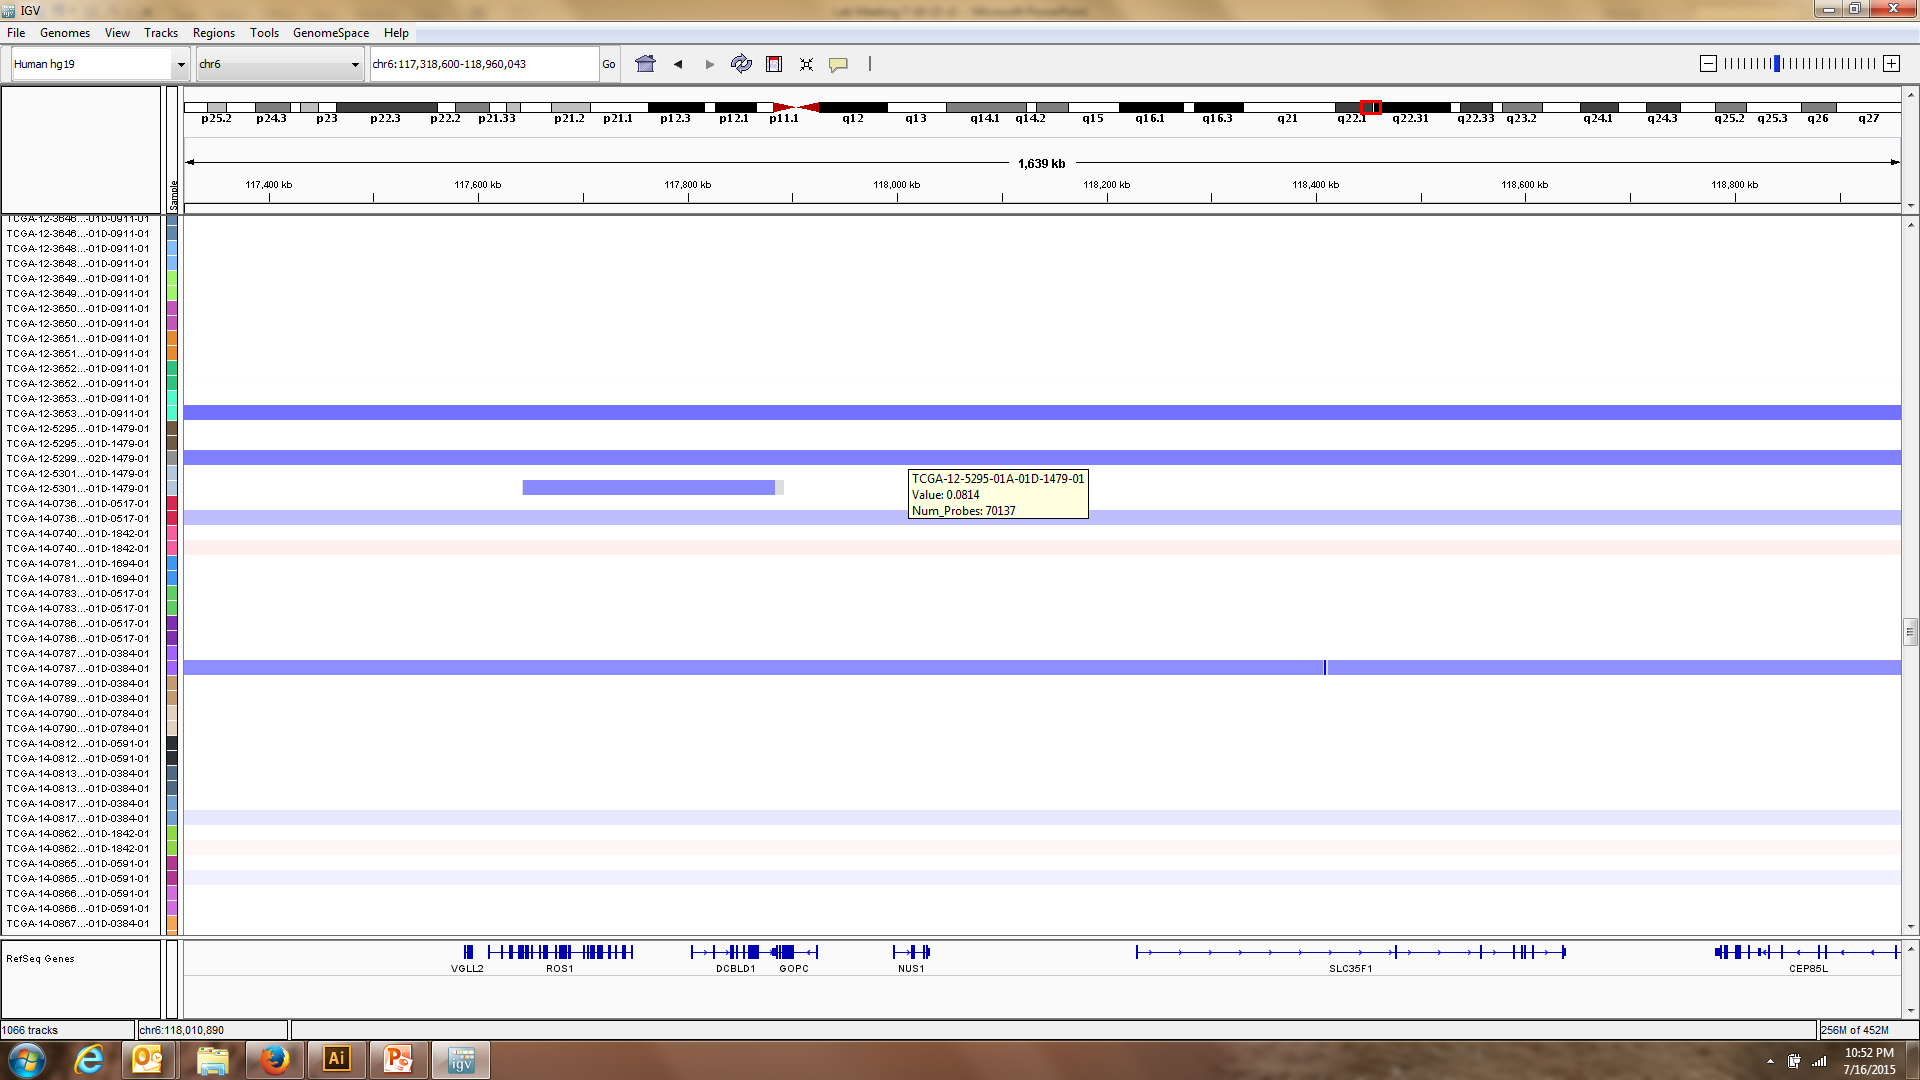 IGV
File Genomes View Tracks Regions Tools GenomeSpace Help
Human hg19 chr6 chr6:117,318,600-118,960,043 Go
p25.2 p24.3 p23 p22.3 p22.2 p21.33 p21.2 p21.1 p12.3 p12.1 p11.1 q12 q13 q14.1 q14.2 q15 q16.1 q16.3 q21 q22.1 q22.31 q22.33 q23.2 q24.1 q24.3 q25.2 q25.3 q26 q27
1,639 kb
Sample
117,400 kb 117,600 kb 117,800 kb 118,000 kb 118,200 kb 118,400 kb 118,600 kb 118,800 kb
TCGA-12-3646...-01D-0911-01
TCGA-12-3646...-01D-0911-01
TCGA-12-3648...-01D-0911-01
TCGA-12-3648...-01D-0911-01
TCGA-12-3649...-01D-0911-01
TCGA-12-3649...-01D-0911-01
TCGA-12-3650...-01D-0911-01
TCGA-12-3650...-01D-0911-01
TCGA-12-3651...-01D-0911-01
TCGA-12-3651...-01D-0911-01
TCGA-12-3652...-01D-0911-01
TCGA-12-3652...-01D-0911-01
TCGA-12-3653...-01D-0911-01
TCGA-12-3653...-01D-0911-01
TCGA-12-5295...-01D-1479-01
TCGA-12-5295...-01D-1479-01
TCGA-12-5299...-02D-1479-01
TCGA-12-5301...-01D-1479-01
TCGA-12-5301...-01D-1479-01
TCGA-14-0736...-01D-0517-01
TCGA-14-0736...-01D-0517-01
TCGA-14-0740...-01D-1842-01
TCGA-14-0740...-01D-1842-01
TCGA-14-0781...-01D-1694-01
TCGA-14-0781...-01D-1694-01
TCGA-14-0783...-01D-0517-01
TCGA-14-0783...-01D-0517-01
TCGA-14-0786...-01D-0517-01
TCGA-14-0786...-01D-0517-01
TCGA-14-0787...-01D-0384-01
TCGA-14-0787...-01D-0384-01
TCGA-14-0789...-01D-0384-01
TCGA-14-0789...-01D-0384-01
TCGA-14-0790...-01D-0784-01
TCGA-14-0790...-01D-0784-01
TCGA-14-0812...-01D-0591-01
TCGA-14-0812...-01D-0591-01
TCGA-14-0813...-01D-0384-01
TCGA-14-0813...-01D-0384-01
TCGA-14-0817...-01D-0384-01
TCGA-14-0817...-01D-0384-01
TCGA-14-0862...-01D-1842-01
TCGA-14-0862...-01D-1842-01
TCGA-14-0865...-01D-0591-01
TCGA-14-0865...-01D-0591-01
TCGA-14-0866...-01D-0591-01
TCGA-14-0866...-01D-0591-01
TCGA-14-0867...-01D-0384-01
TCGA-12-5295-01A-01D-1479-01
Value: 0.0814
Num_Probes: 70137
RefSeq Genes
VGLL2 ROS1 DCBLD1 GOPC NUS1 SLC35F1 CEP85L
1066 tracks chr6:118,010,890 256M of 452M
Ai
igv
10:52 PM
7/16/2015